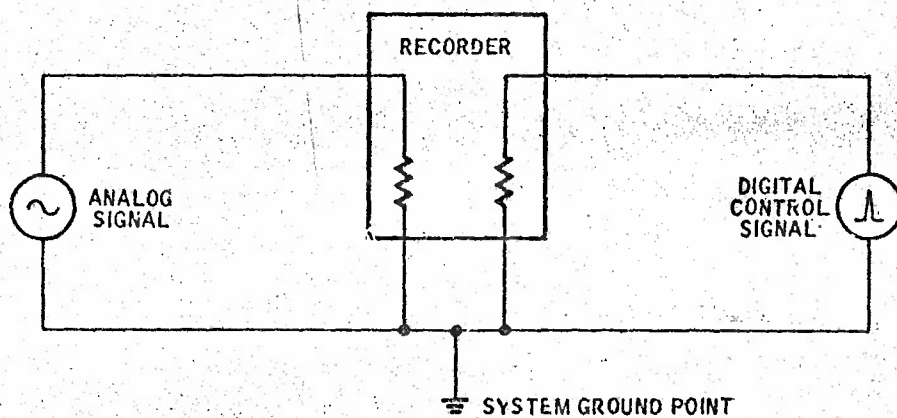 RECORDER
ANALOG
SIGNAL
DIGITAL
CONTROL
SIGNAL
SYSTEM GROUND POINT